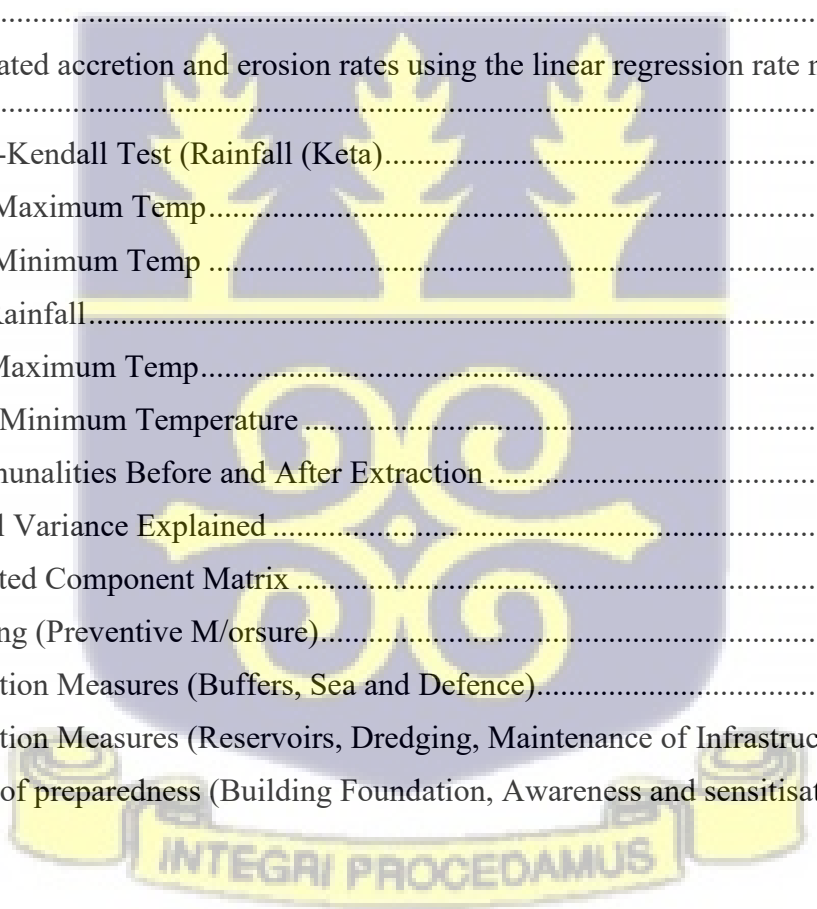 ................................................................................................
ated accretion and erosion rates using the linear regression rate
................................................................................................
-Kendall Test (Rainfall (Keta)......................................................
Maximum Temp..............................................................................
Minimum Temp ..............................................................................
Rainfall............................................................................................
Maximum Temp..............................................................................
Minimum Temperature ..................................................................
munalities Before and After Extraction..........................................
l Variance Explained ......................................................................
ted Component Matrix ...................................................................
ng (Preventive M/orsure)................................................................
tion Measures (Buffers, Sea and Defence)....................................
tion Measures (Reservoirs, Dredging, Maintenance of Infrastruc
of preparedness (Building Foundation, Awareness and sensitisat
INTEGRI PROCEDAMUS